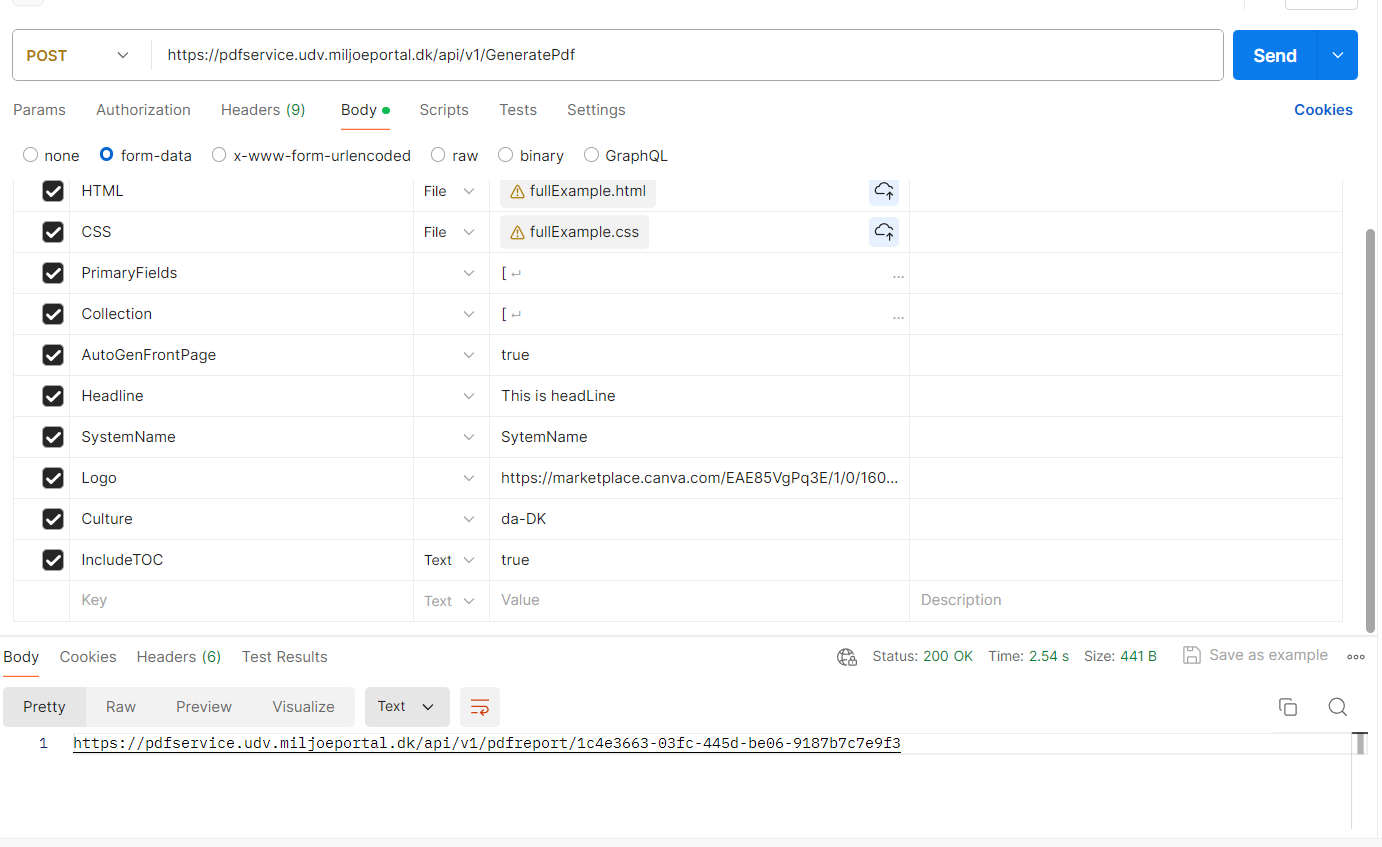 POST https://pdfservice.udv.miljoeportal.dk/api/v1/GeneratePdf Send
Params Authorization Headers (9) Body Scripts Tests Settings Cookies
none form-data x-www-form-urlencoded raw binary GraphQL
HTML File fullExample.html
CSS File fullExample.css
PrimaryFields [ ↵ ...
Collection [ ↵ ...
AutoGenFrontPage true
Headline This is headLine
SystemName SytemName
Logo https://marketplace.canva.com/EAE85VgPq3E/1/0/160...
Culture da-DK
IncludeTOC Text true
Key Text Value Description
Body Cookies Headers (6) Test Results Status: 200 OK Time: 2.54 s Size: 441 B Save as example
Pretty Raw Preview Visualize Text
1 https://pdfservice.udv.miljoeportal.dk/api/v1/pdfreport/1c4e3663-03fc-445d-be06-9187b7c7e9f3